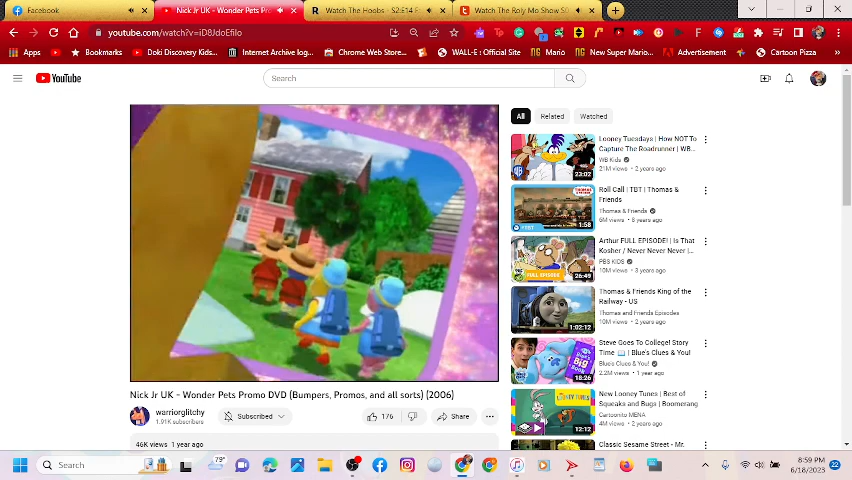 Facebook
Nick Jr UK - Wonder Pets Pro
Watch The Hoobs - S2:E14 E
Watch The Roly Mo Show S0
youtube.com/watch?v=iD8JdoEfilo
Apps
Bookmarks
Doki Discovery Kids...
Internet Archive log...
Chrome Web Store...
WALL-E : Official Site
Mario
New Super Mario...
Advertisement
Cartoon Pizza
YouTube
Search
All
Related
Watched
Looney Tuesdays | How NOT To
Capture The Roadrunner | WB...
WB Kids
21M views • 2 years ago
23:02
Roll Call | TBT | Thomas &
Friends
Thomas & Friends
6M views • 8 years ago
1:58
Arthur FULL EPISODE! | Is That
Kosher / Never Never Never |...
PBS KIDS
10M views • 3 years ago
FULL EPISODE
26:49
Thomas & Friends King of the
Railway - US
Thomas and Friends Episodes
10M views • 2 years ago
1:02:12
Steve Goes To College! Story
Time 📖 | Blue's Clues & You!
Blue's Clues & You!
2.2M views • 1 year ago
18:26
New Looney Tunes | Best of
Squeaks and Bugs | Boomerang
Cartoonito MENA
4M views • 2 years ago
12:12
Classic Sesame Street - Mr.
Nick Jr UK - Wonder Pets Promo DVD (Bumpers, Promos, and all sorts) (2006)
warriorglitchy
1.91K subscribers
Subscribed
176
Share
46K views 1 year ago
79°
Search
8:59 PM
6/18/2023
22